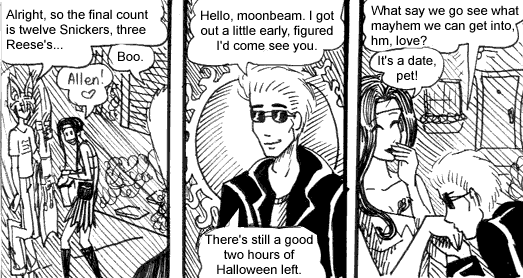 Alright, so the final count
is twelve Snickers, three
Reese's...
Boo.
Allen!
Hello, moonbeam. I got
out a little early, figured
I'd come see you.
There's still a good
two hours of
Halloween left.
What say we go see what
mayhem we can get into,
hm, love?
It's a date,
pet!